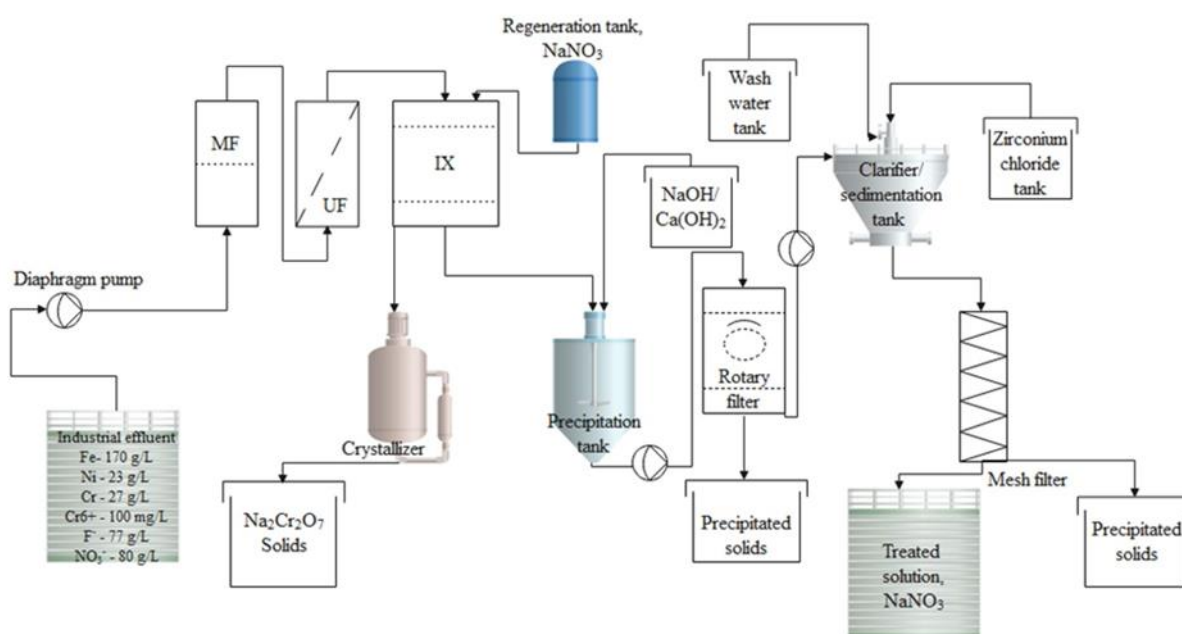 Regeneration tank,
NaNO₃
Wash
water
tank
MF
UF
IX
NaOH/
Ca(OH)₂
Clarifier/
sedimentation
tank
Zirconium
chloride
tank
Diaphragm pump
Rotary
filter
Precipitation
tank
Crystallizer
Mesh filter
Industrial effluent
Fe- 170 g/L
Ni - 23 g/L
Cr - 27 g/L
Cr6+ - 100 mg/L
F⁻ - 77 g/L
NO₃⁻ - 80 g/L
Na₂Cr₂O₇
Solids
Precipitated
solids
Treated
solution,
NaNO₃
Precipitated
solids